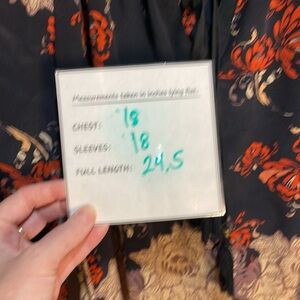 Measurements taken in inches lying flat.
CHEST: 18
SLEEVES: 18
FULL LENGTH: 24.5